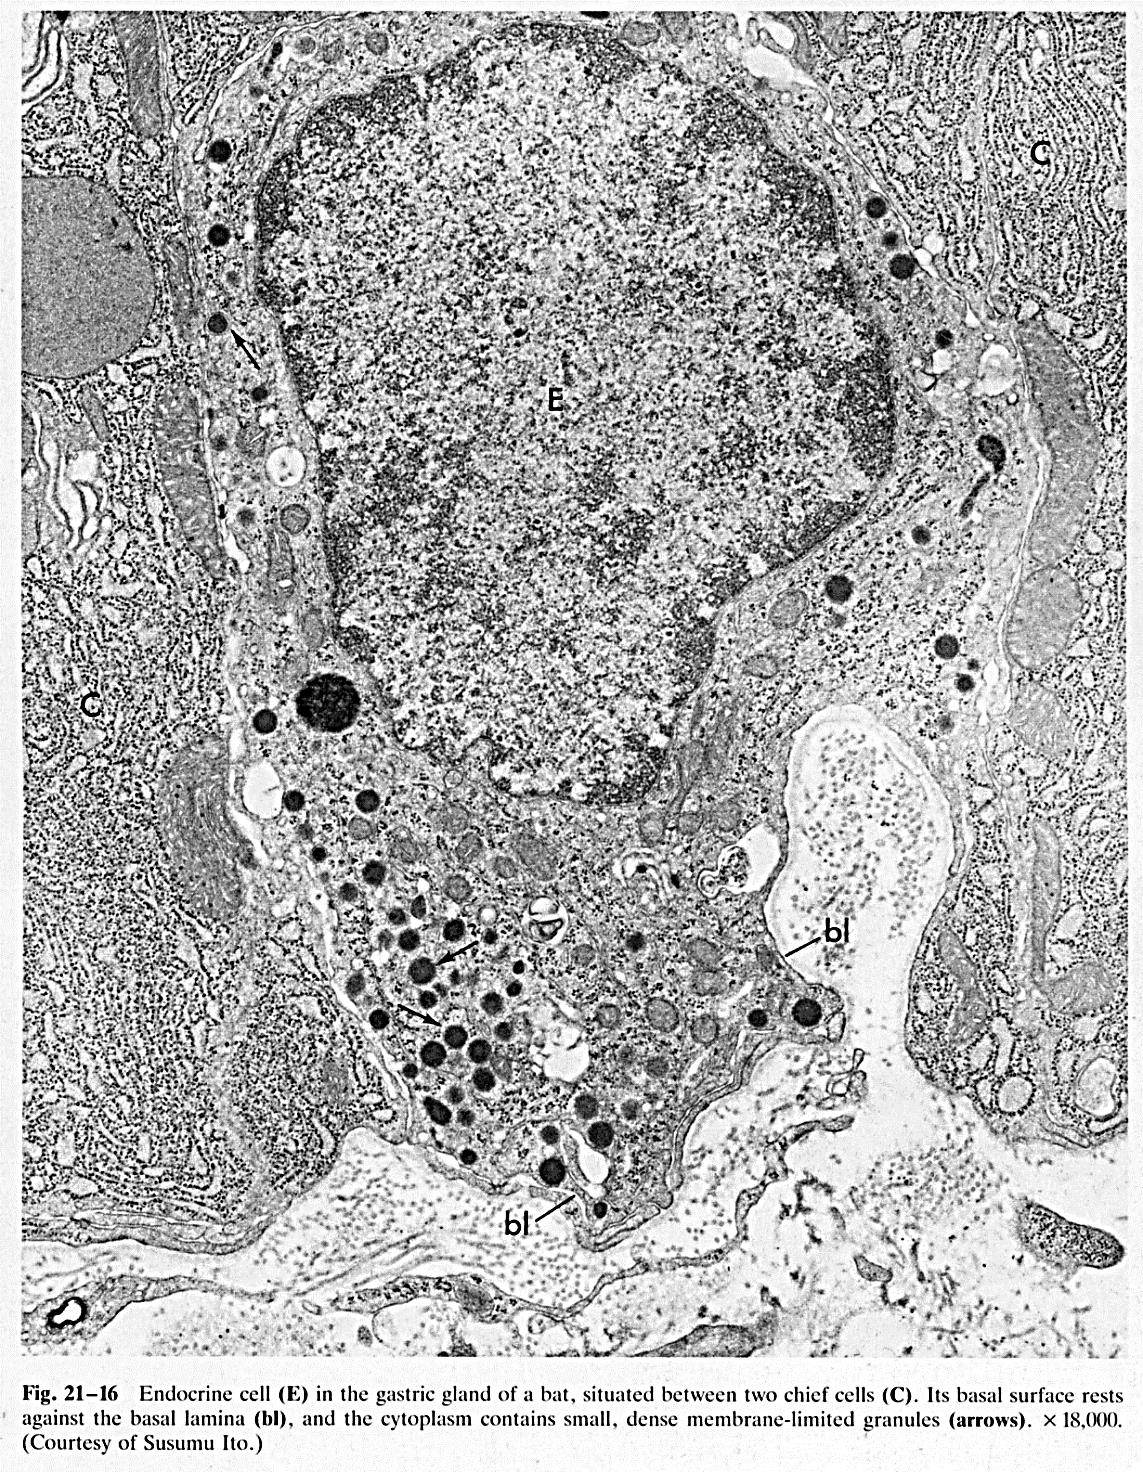 C
E
C
bl
bl
Fig. 21–16 Endocrine cell (E) in the gastric gland of a bat, situated between two chief cells (C). Its basal surface rests
against the basal lamina (bl), and the cytoplasm contains small, dense membrane-limited granules (arrows). × 18,000.
(Courtesy of Susumu Ito.)